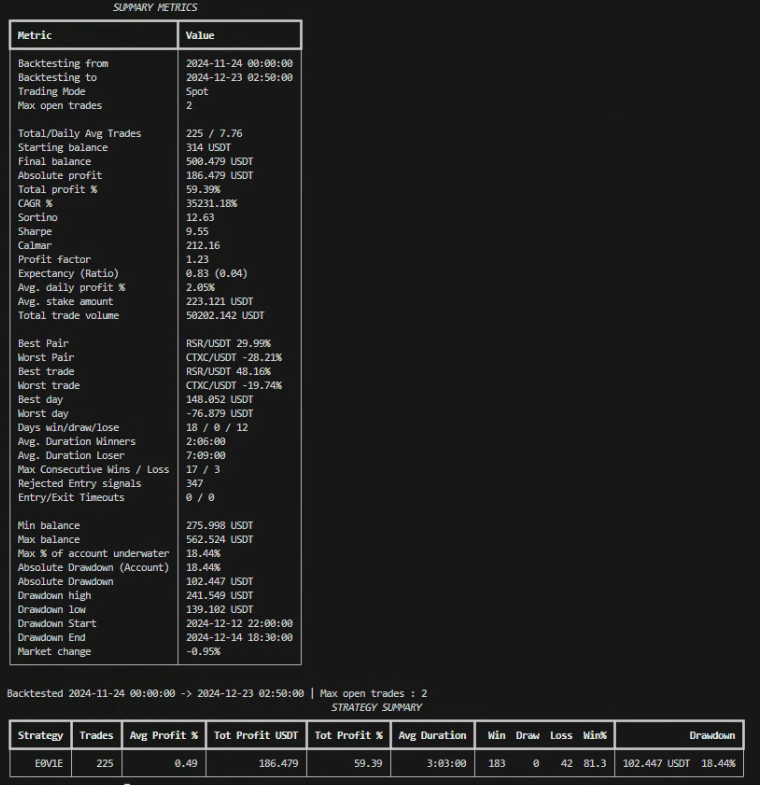 SUMMARY METRICS
Metric Value
Backtesting from 2024-11-24 00:00:00
Backtesting to 2024-12-23 02:50:00
Trading Mode Spot
Max open trades 2
Total/Daily Avg Trades 225 / 7.76
Starting balance 314 USDT
Final balance 500.479 USDT
Absolute profit 186.479 USDT
Total profit % 59.39%
CAGR % 35231.18%
Sortino 12.63
Sharpe 9.55
Calmar 212.16
Profit factor 1.23
Expectancy (Ratio) 0.83 (0.04)
Avg. daily profit % 2.05%
Avg. stake amount 223.121 USDT
Total trade volume 50202.142 USDT
Best Pair RSR/USDT 29.99%
Worst Pair CTXC/USDT -28.21%
Best trade RSR/USDT 48.16%
Worst trade CTXC/USDT -19.74%
Best day 148.052 USDT
Worst day -76.879 USDT
Days win/draw/lose 18 / 0 / 12
Avg. Duration Winners 2:06:00
Avg. Duration Loser 7:09:00
Max Consecutive Wins / Loss 17 / 3
Rejected Entry signals 347
Entry/Exit Timeouts 0 / 0
Min balance 275.998 USDT
Max balance 562.524 USDT
Max % of account underwater 18.44%
Absolute Drawdown (Account) 18.44%
Absolute Drawdown 102.447 USDT
Drawdown high 241.549 USDT
Drawdown low 139.102 USDT
Drawdown Start 2024-12-12 22:00:00
Drawdown End 2024-12-14 18:30:00
Market change -0.95%
Backtested 2024-11-24 00:00:00 -> 2024-12-23 02:50:00 | Max open trades : 2
STRATEGY SUMMARY
Strategy Trades Avg Profit % Tot Profit USDT Tot Profit % Avg Duration Win Draw Loss Win% Drawdown
E0V1E 225 0.49 186.479 59.39 3:03:00 183 0 42 81.3 102.447 USDT 18.44%